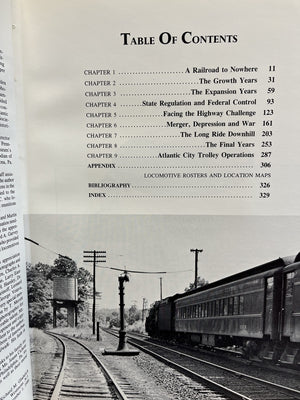 TABLE OF CONTENTS
CHAPTER 1 A Railroad to Nowhere 11
CHAPTER 2 The Growth Years 31
CHAPTER 3 The Expansion Years 59
CHAPTER 4 State Regulation and Federal Control 93
CHAPTER 5 Facing the Highway Challenge 123
CHAPTER 6 Merger, Depression and War 161
CHAPTER 7 The Long Ride Downhill 203
CHAPTER 8 The Final Years 253
CHAPTER 9 Atlantic City Trolley Operations 287
APPENDIX 306
LOCOMOTIVE ROSTERS AND LOCATION MAPS
BIBLIOGRAPHY 326
INDEX 329